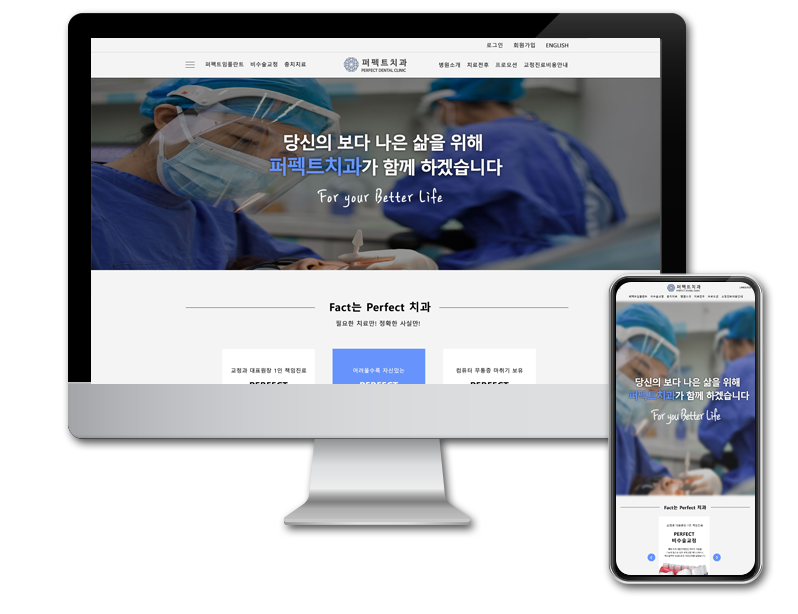 로그인 회원가입 ENGLISH
퍼펙트임플란트 비수술교정 충치치료
퍼펙트치과
PERFECT DENTAL CLINIC
병원소개 치료전후 프로모션 교정진료비용안내
당신의 보다 나은 삶을 위해
퍼펙트치과가 함께 하겠습니다
For your Better Life
Fact는 Perfect 치과
필요한 치료만! 정확한 사실만!
교정과 대표원장 1인 책임진료
PERFECT
어려울수록 자신있는
PERFECT
컴퓨터 무통증 마취기 보유
PERFECT
퍼펙트치과
당신의 보다 나은 삶을 위해
퍼펙트치과가 함께 하겠습니다
For you Better Life
Fact는 Perfect 치과
교정과 대표원장 1인 책임진료
PERFECT
비수술교정